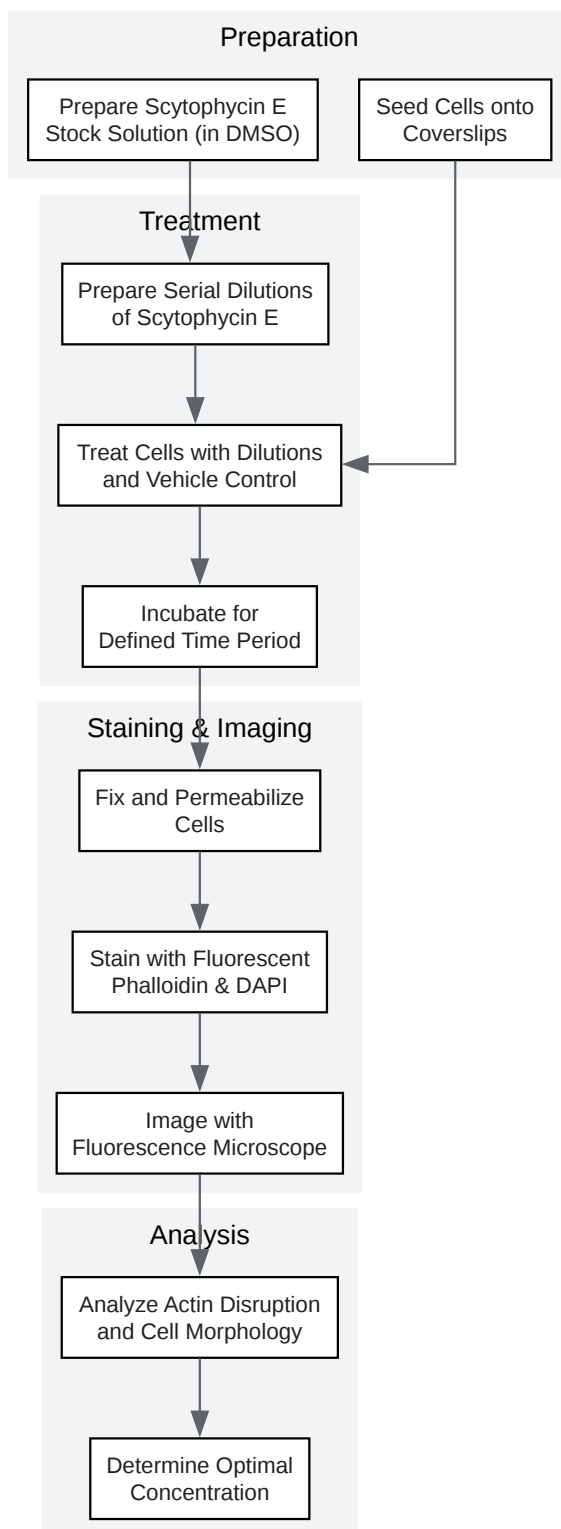 Preparation
Prepare Scytophycin E
Stock Solution (in DMSO)
Seed Cells onto
Coverslips
Treatment
Prepare Serial Dilutions
of Scytophycin E
Treat Cells with Dilutions
and Vehicle Control
Incubate for
Defined Time Period
Staining & Imaging
Fix and Permeabilize
Cells
Stain with Fluorescent
Phalloidin & DAPI
Image with
Fluorescence Microscope
Analysis
Analyze Actin Disruption
and Cell Morphology
Determine Optimal
Concentration